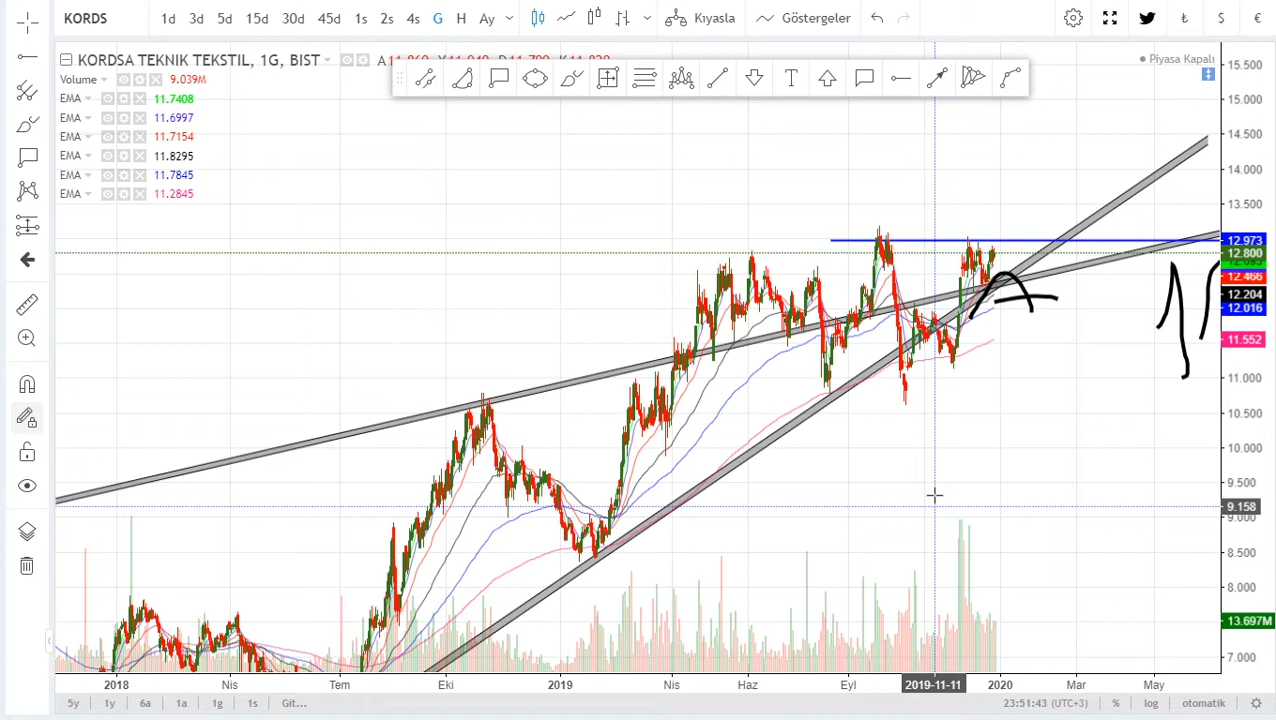 KORDS 1d 3d 5d 15d 30d 45d 1s 2s 4s G H Ay Kıyasla Göstergeler ₺ $ €
KORDSA TEKNIK TEKSTIL, 1G, BIST
Piyasa Kapalı
Volume 9.039M
EMA 11.7408
EMA 11.6997
EMA 11.7154
EMA 11.8295
EMA 11.7845
EMA 11.2845
15.500
15.000
14.500
14.000
13.500
12.973
12.800
12.466
12.204
12.016
11.552
11.000
10.500
10.000
9.500
9.158
9.000
8.500
8.000
13.697M
7.000
2018 Nis Tem Eki 2019 Nis Haz Eyl 2019-11-11 2020 Mar May
5y 1y 6a 1a 1g 1s Git... 23:51:43 (UTC+3) % log otomatik